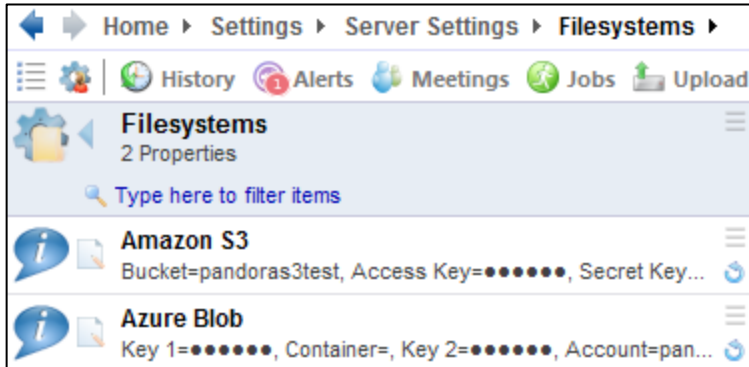 Home Settings Server Settings Filesystems
History 1 Alerts Meetings Jobs Upload
Filesystems
2 Properties
Type here to filter items
Amazon S3
Bucket=pandoras3test, Access Key=●●●●●●, Secret Key...
Azure Blob
Key 1=●●●●●●, Container=, Key 2=●●●●●●, Account=pan...